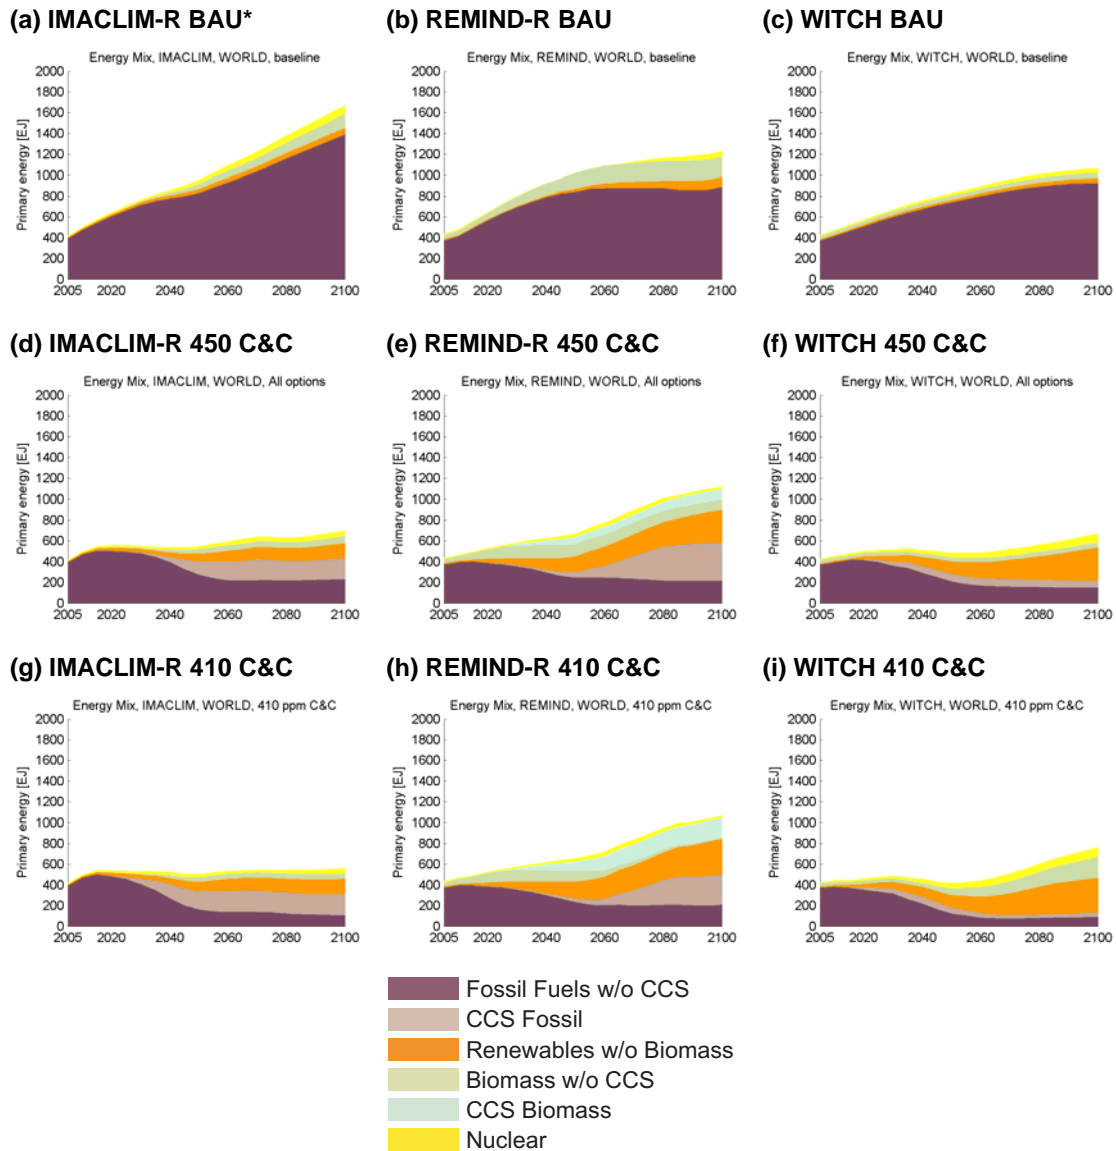 (a) IMACLIM-R BAU*
(b) REMIND-R BAU
(c) WITCH BAU
Energy Mix, IMACLIM, WORLD, baseline
Energy Mix, REMIND, WORLD, baseline
Energy Mix, WITCH, WORLD, baseline
Primary energy [EJ]
2000
1800
1600
1400
1200
1000
800
600
400
200
0
2005 2020 2040 2060 2080 2100
Primary energy [EJ]
2000
1800
1600
1400
1200
1000
800
600
400
200
0
2005 2020 2040 2060 2080 2100
Primary energy [EJ]
2000
1800
1600
1400
1200
1000
800
600
400
200
0
2005 2020 2040 2060 2080 2100
(d) IMACLIM-R 450 C&C
(e) REMIND-R 450 C&C
(f) WITCH 450 C&C
Energy Mix, IMACLIM, WORLD, All options
Energy Mix, REMIND, WORLD, All options
Energy Mix, WITCH, WORLD, All options
Primary energy [EJ]
2000
1800
1600
1400
1200
1000
800
600
400
200
0
2005 2020 2040 2060 2080 2100
Primary energy [EJ]
2000
1800
1600
1400
1200
1000
800
600
400
200
0
2005 2020 2040 2060 2080 2100
Primary energy [EJ]
2000
1800
1600
1400
1200
1000
800
600
400
200
0
2005 2020 2040 2060 2080 2100
(g) IMACLIM-R 410 C&C
(h) REMIND-R 410 C&C
(i) WITCH 410 C&C
Energy Mix, IMACLIM, WORLD, 410 ppm C&C
Energy Mix, REMIND, WORLD, 410 ppm C&C
Energy Mix, WITCH, WORLD, 410 ppm C&C
Primary energy [EJ]
2000
1800
1600
1400
1200
1000
800
600
400
200
0
2005 2020 2040 2060 2080 2100
Primary energy [EJ]
2000
1800
1600
1400
1200
1000
800
600
400
200
0
2005 2020 2040 2060 2080 2100
Primary energy [EJ]
2000
1800
1600
1400
1200
1000
800
600
400
200
0
2005 2020 2040 2060 2080 2100
Fossil Fuels w/o CCS
CCS Fossil
Renewables w/o Biomass
Biomass w/o CCS
CCS Biomass
Nuclear